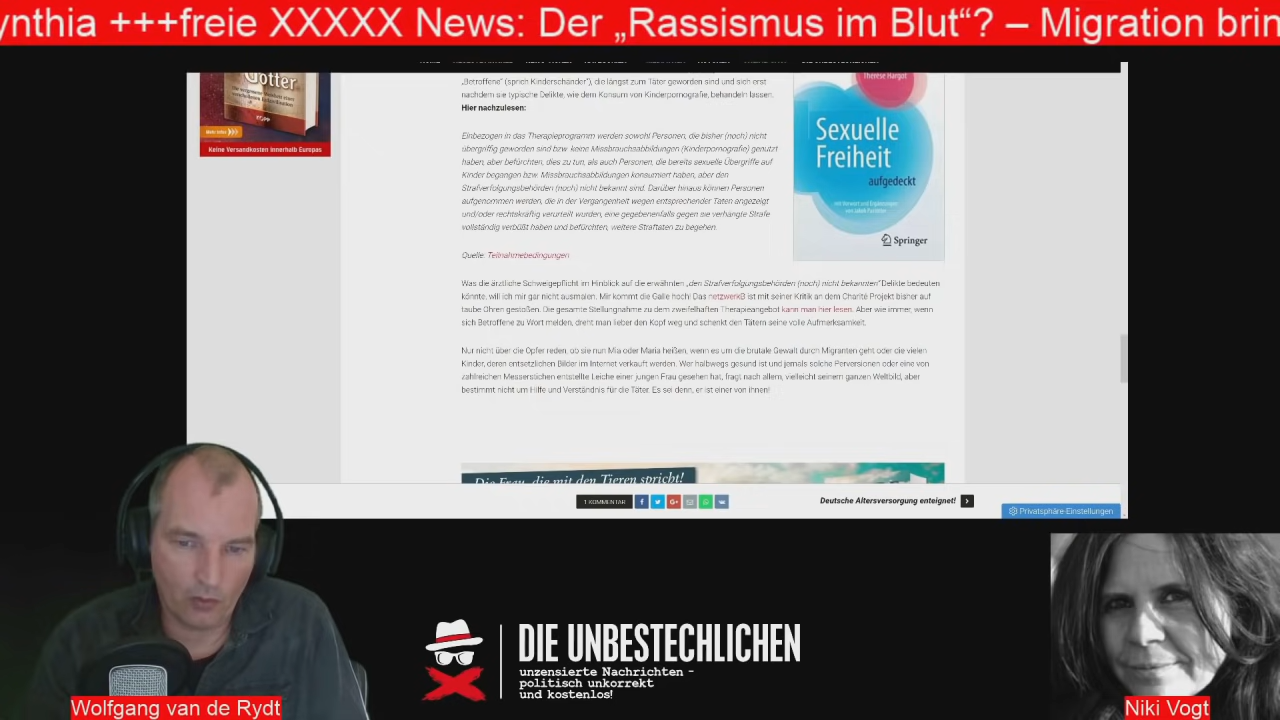 ynthia +++freie XXXXX News: Der „Rassismus im Blut“? – Migration brin
Götter
Mehr Infos
KOPP
Keine Versandkosten innerhalb Europas
„Betroffene“ (sprich Kinderschänder“), die längst zum Täter geworden sind und sich erst
nachdem sie typische Delikte, wie dem Konsum von Kinderpornografie, behandeln lassen.
Hier nachzulesen:
Einbezogen in das Therapieprogramm werden sowohl Personen, die bisher (noch) nicht
übergriffig geworden sind bzw. keine Missbrauchsabbildungen (Kinderpornografie) genutzt
haben, aber befürchten, dies zu tun, als auch Personen, die bereits sexuelle Übergriffe auf
Kinder begangen bzw. Missbrauchsabbildungen konsumiert haben, aber den
Strafverfolgungsbehörden (noch) nicht bekannt sind. Darüber hinaus können Personen
aufgenommen werden, die in der Vergangenheit wegen entsprechender Taten angezeigt
und/oder rechtskräftig verurteilt wurden, eine gegebenenfalls gegen sie verhängte Strafe
vollständig verbüßt haben und befürchten, weitere Straftaten zu begehen.
Quelle: Teilnahmebedingungen
Thérèse Hargot
Sexuelle
Freiheit
aufgedeckt
Springer
Was die ärztliche Schweigepflicht im Hinblick auf die erwähnten „den Strafverfolgungsbehörden (noch) nicht bekannten“ Delikte bedeuten
könnte, will ich mir gar nicht ausmalen. Mir kommt die Galle hoch! Das netzwerkB ist mit seiner Kritik an dem Charité Projekt bisher auf
taube Ohren gestoßen. Die gesamte Stellungnahme zu dem zweifelhaften Therapieangebot kann man hier lesen. Aber wie immer, wenn
sich Betroffene zu Wort melden, dreht man lieber den Kopf weg und schenkt den Tätern seine volle Aufmerksamkeit.
Nur nicht über die Opfer reden, ob sie nun Mia oder Maria heißen, wenn es um die brutale Gewalt durch Migranten geht oder die vielen
Kinder, deren entsetzlichen Bilder im Internet verkauft werden. Wer halbwegs gesund ist und jemals solche Perversionen oder eine von
zahlreichen Messerstichen entstellte Leiche einer jungen Frau gesehen hat, fragt nach allem, vielleicht seinem ganzen Weltbild, aber
bestimmt nicht um Hilfe und Verständnis für die Täter. Es sei denn, er ist einer von ihnen!
Die Frau, die mit den Tieren spricht!
1 KOMMENTAR
Deutsche Altersversorgung enteignet!
Privatsphäre-Einstellungen
DIE UNBESTECHLICHEN
unzensierte Nachrichten -
politisch unkorrekt
und kostenlos!
Wolfgang van de Rydt
Niki Vogt